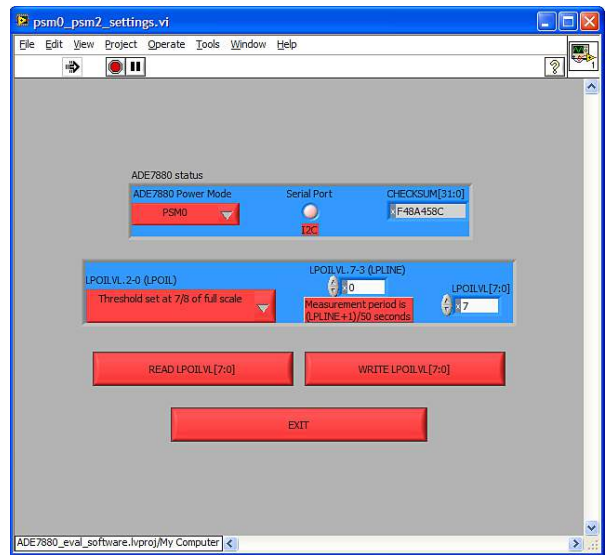 psm0_psm2_settings.vi
File Edit View Project Operate Tools Window Help
?
1
ADE7880 status
ADE7880 Power Mode Serial Port CHECKSUM[31:0]
PSM0 x F48A458C
I2C
LPOILVL.7-3 (LPLINE)
LPOILVL.2-0 (LPOIL) x 0 LPOILVL[7:0]
Threshold set at 7/8 of full scale Measurement period is x 7
(LPLINE+1)/50 seconds
READ LPOILVL[7:0] WRITE LPOILVL[7:0]
EXIT
ADE7880_eval_software.lvproj/My Computer